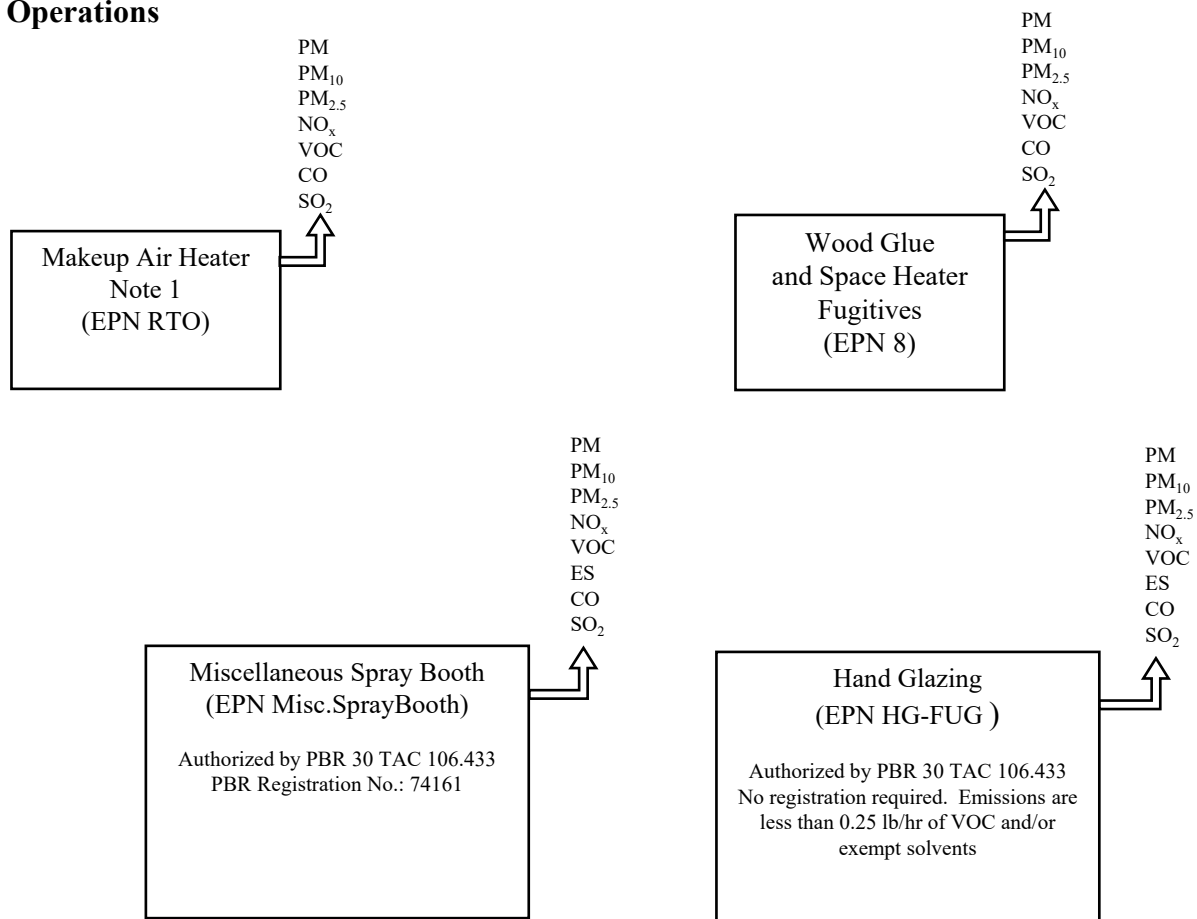 Operations
PM
PM₁₀
PM₂.₅
NOₓ
VOC
CO
SO₂
Makeup Air Heater
Note 1
(EPN RTO)
PM
PM₁₀
PM₂.₅
NOₓ
VOC
CO
SO₂
Wood Glue
and Space Heater
Fugitives
(EPN 8)
PM
PM₁₀
PM₂.₅
NOₓ
VOC
ES
CO
SO₂
Miscellaneous Spray Booth
(EPN Misc.SprayBooth)
Authorized by PBR 30 TAC 106.433
PBR Registration No.: 74161
PM
PM₁₀
PM₂.₅
NOₓ
VOC
ES
CO
SO₂
Hand Glazing
(EPN HG-FUG )
Authorized by PBR 30 TAC 106.433
No registration required.  Emissions are
less than 0.25 lb/hr of VOC and/or
exempt solvents